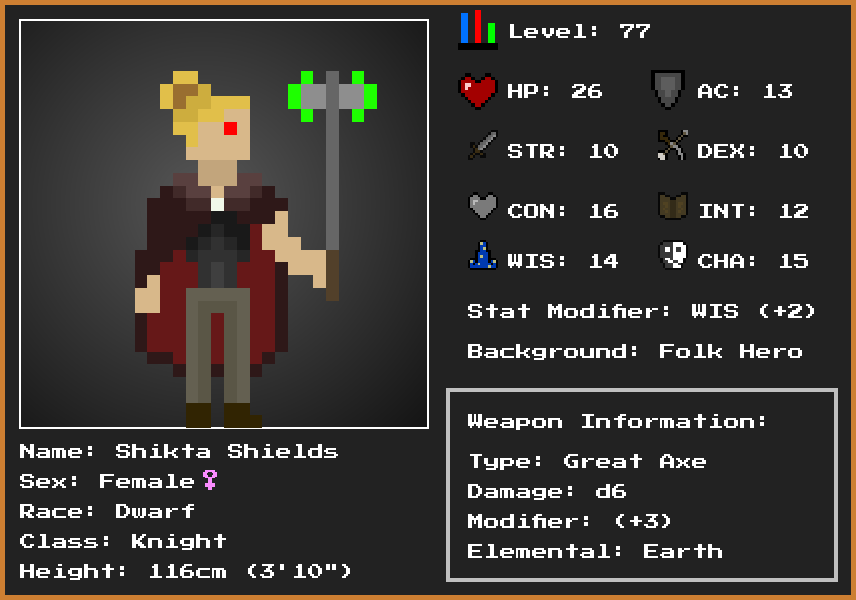 Level: 77
HP: 26 AC: 13
STR: 10 DEX: 10
CON: 16 INT: 12
WIS: 14 CHA: 15
Stat Modifier: WIS (+2)
Background: Folk Hero
Weapon Information:
Type: Great Axe
Damage: d6
Modifier: (+3)
Elemental: Earth
Name: Shikta Shields
Sex: Female♀
Race: Dwarf
Class: Knight
Height: 116cm (3'10")